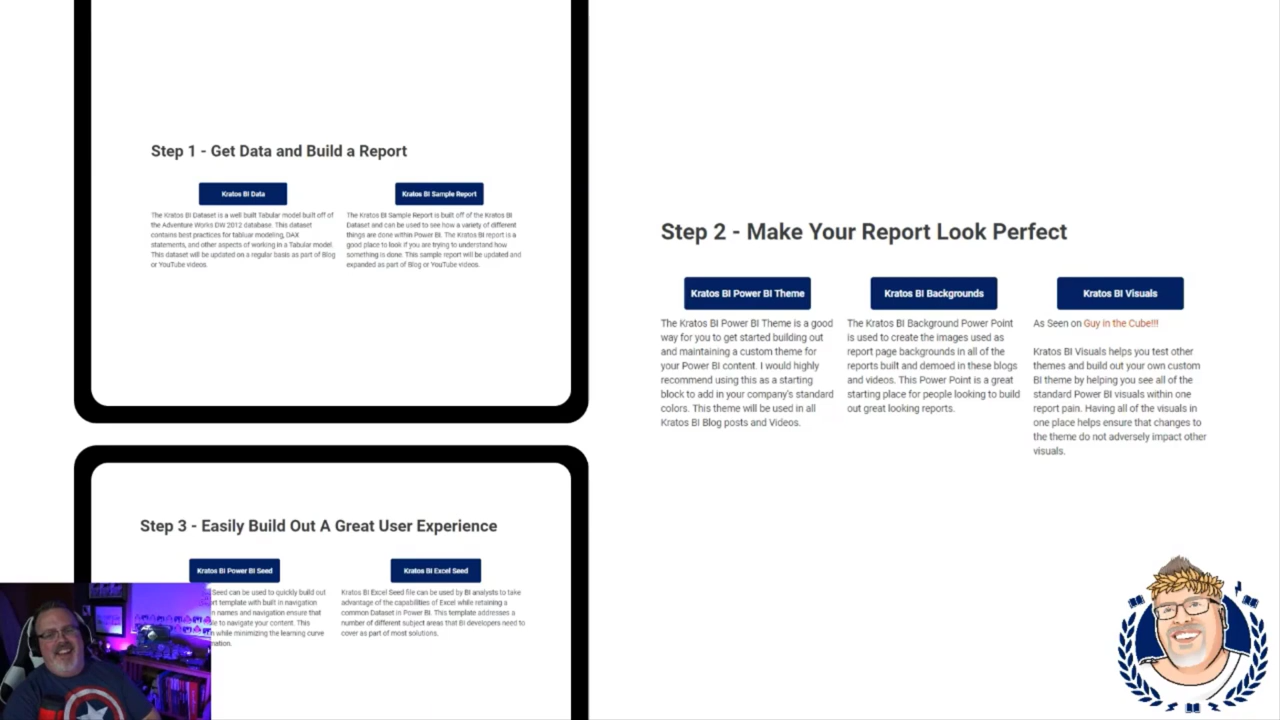 Step 1 - Get Data and Build a Report
Kratos BI Data
The Kratos BI Dataset is a well built Tabular model built off of
the Adventure Works DW 2012 database. This dataset
contains best practices for tabluar modeling, DAX
statements, and other aspects of working in a Tabular model.
This dataset will be updated on a regular basis as part of Blog
or YouTube videos.
Kratos BI Sample Report
The Kratos BI Sample Report is built off of the Kratos BI
Dataset and can be used to see how a variety of different
things are done within Power BI. The Kratos BI report is a
good place to look if you are trying to understand how
something is done. This sample report will be updated and
expanded as part of Blog or YouTube videos.
Step 2 - Make Your Report Look Perfect
Kratos BI Power BI Theme
The Kratos BI Power BI Theme is a good
way for you to get started building out
and maintaining a custom theme for
your Power BI content. I would highly
recommend using this as a starting
block to add in your company's standard
colors. This theme will be used in all
Kratos BI Blog posts and Videos.
Kratos BI Backgrounds
The Kratos BI Background Power Point
is used to create the images used as
report page backgrounds in all of the
reports built and demoed in these blogs
and videos. This Power Point is a great
starting place for people looking to build
out great looking reports.
Kratos BI Visuals
As Seen on Guy in the Cube!!!
Kratos BI Visuals helps you test other
themes and build out your own custom
BI theme by helping you see all of the
standard Power BI visuals within one
report pain. Having all of the visuals in
one place helps ensure that changes to
the theme do not adversely impact other
visuals.
Step 3 - Easily Build Out A Great User Experience
Kratos BI Power BI Seed
Seed can be used to quickly build out
template with built in navigation
names and navigation ensure that
to navigate your content. This
while minimizing the learning curve
Kratos BI Excel Seed
Kratos BI Excel Seed file can be used by BI analysts to take
advantage of the capabilities of Excel while retaining a
common Dataset in Power BI. This template addresses a
number of different subject areas that BI developers need to
cover as part of most solutions.